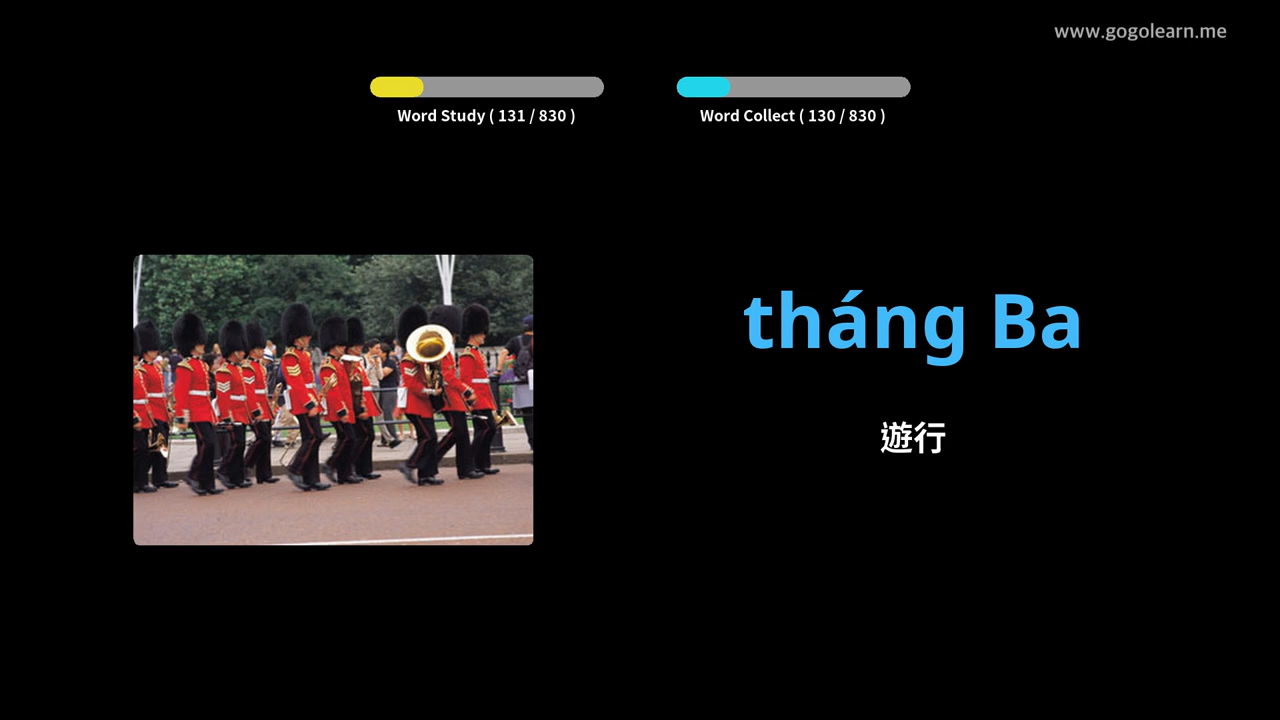 www.gogolearn.me
Word Study ( 131 / 830 )
Word Collect ( 130 / 830 )
tháng Ba
遊行